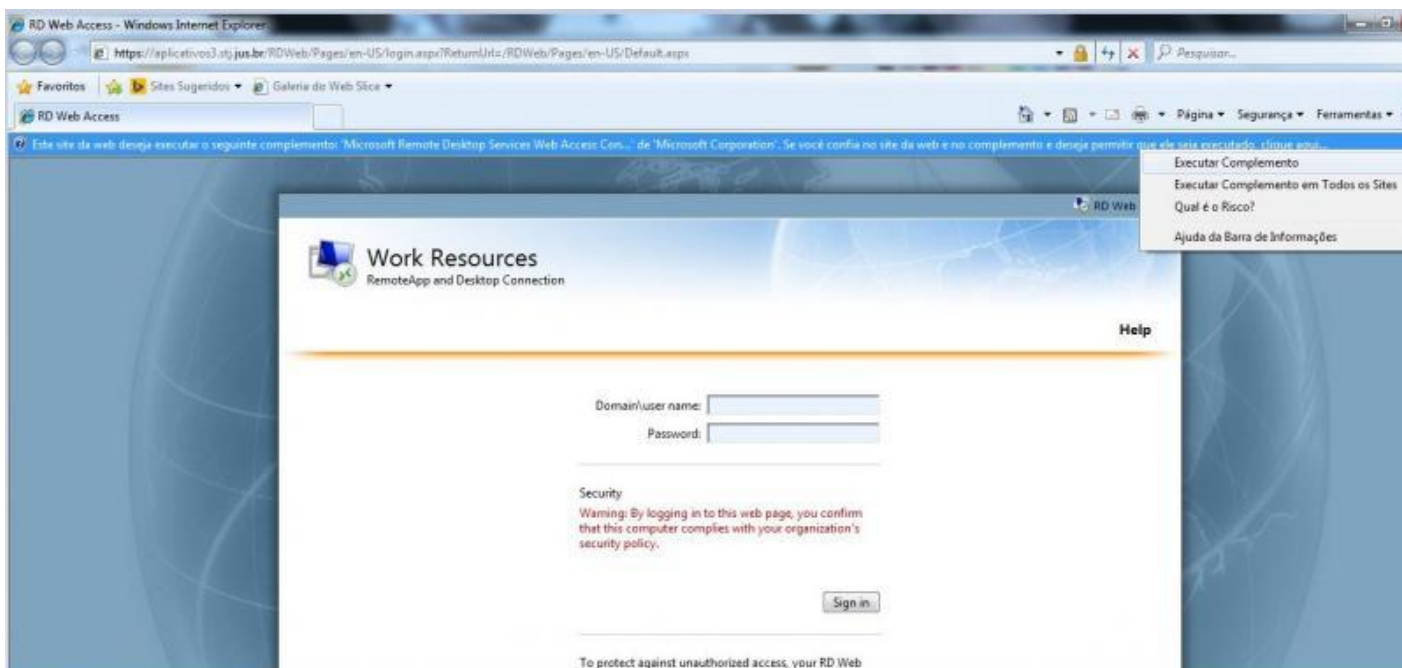 RD Web Access - Windows Internet Explorer
https://aplicativos3.stj.jus.br/RDWeb/Pages/en-US/login.aspx?ReturnUrl=/RDWeb/Pages/en-US/Default.aspx
Pesquisar...
Favoritos Sites Sugeridos Galeria do Web Slice
RD Web Access
Página Segurança Ferramentas
Este site da web deseja executar o seguinte complemento: 'Microsoft Remote Desktop Services Web Access Con...' de 'Microsoft Corporation'. Se você confia no site da web e no complemento e deseja permitir que ele seja executado, clique aqui...
Executar Complemento
Executar Complemento em Todos os Sites
Qual é o Risco?
Ajuda da Barra de Informações
RD Web
Work Resources
RemoteApp and Desktop Connection
Help
Domain\user name:
Password:
Security
Warning: By logging in to this web page, you confirm
that this computer complies with your organization's
security policy.
Sign in
To protect against unauthorized access, your RD Web